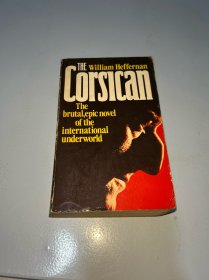 THE William Heffernan
Corsican
The
brutal,epic novel
of the
international
underworld